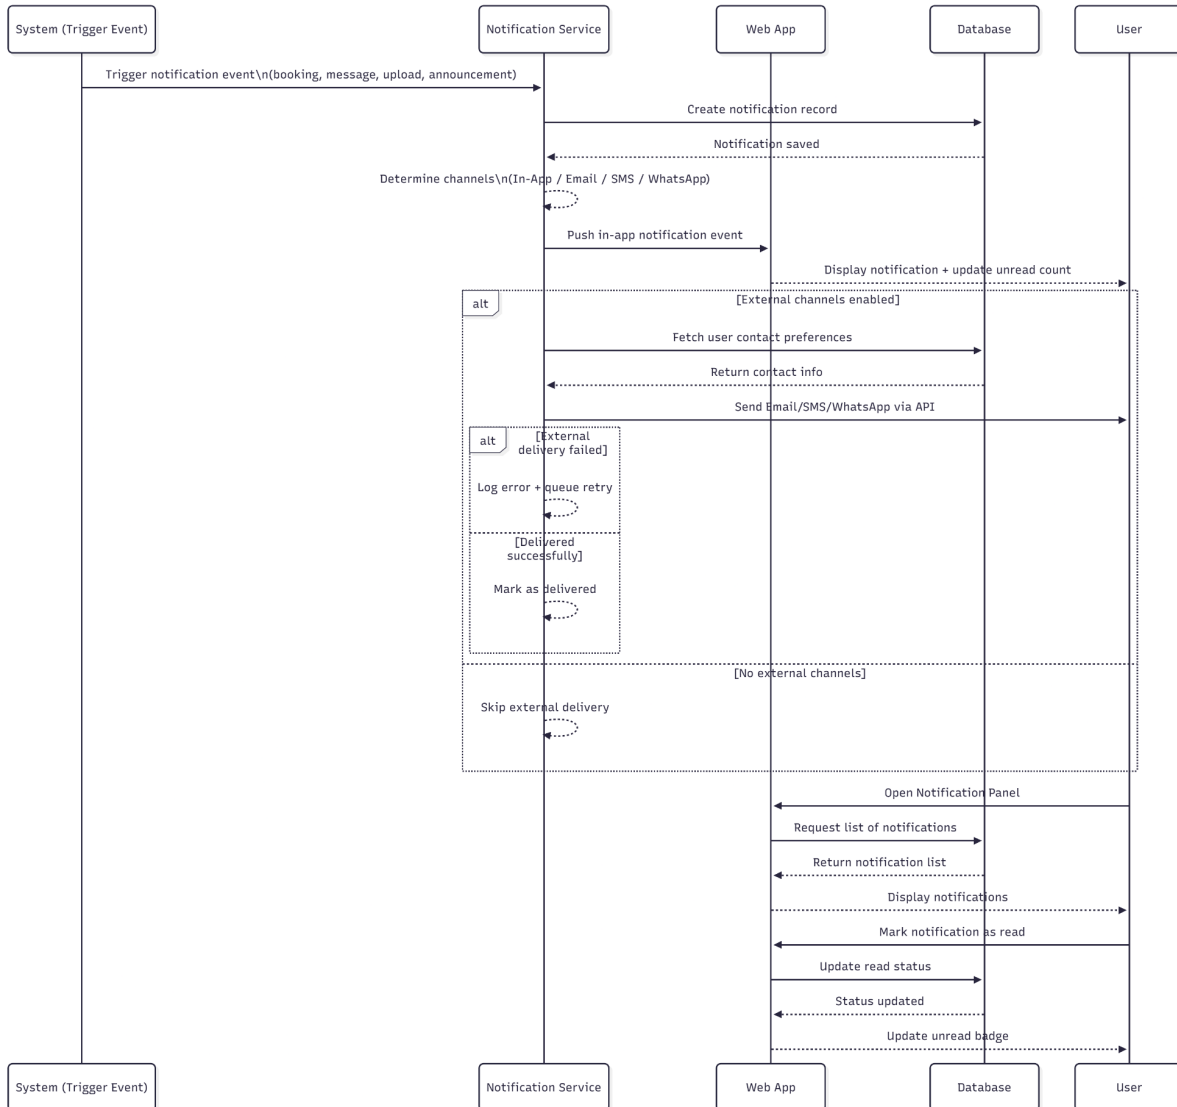 System (Trigger Event)
Notification Service
Web App
Database
User
Trigger notification event\n(booking, message, upload, announcement)
Create notification record
Notification saved
Determine channels\n(In-App / Email / SMS / WhatsApp)
Push in-app notification event
Display notification + update unread count
alt
[External channels enabled]
Fetch user contact preferences
Return contact info
Send Email/SMS/WhatsApp via API
alt
[External
delivery failed]
Log error + queue retry
[Delivered
successfully]
Mark as delivered
[No external channels]
Skip external delivery
Open Notification Panel
Request list of notifications
Return notification list
Display notifications
Mark notification as read
Update read status
Status updated
Update unread badge
System (Trigger Event)
Notification Service
Web App
Database
User